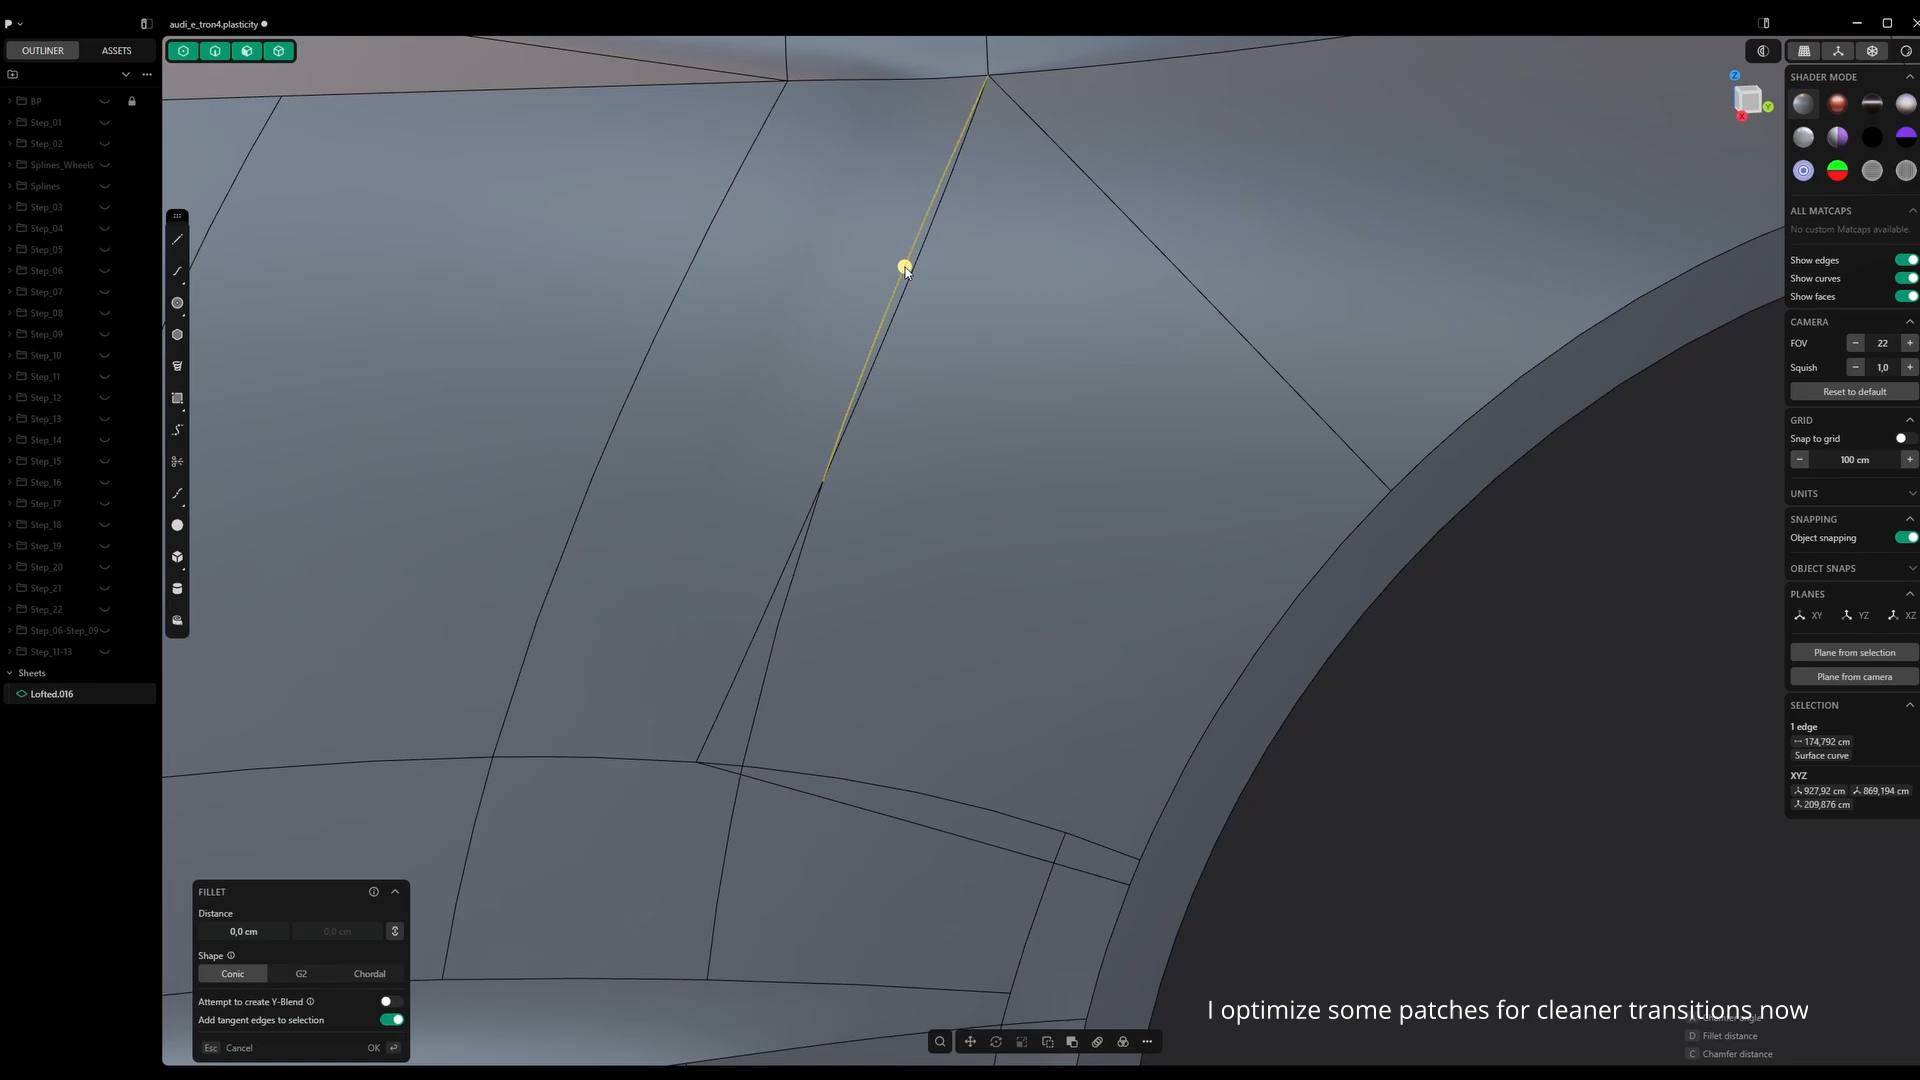 audi_e_tron4.plasticity
OUTLINER
ASSETS
BP
Step_01
Step_02
Splines_Wheels
Splines
Step_03
Step_04
Step_05
Step_06
Step_07
Step_08
Step_09
Step_10
Step_11
Step_12
Step_13
Step_14
Step_15
Step_16
Step_17
Step_18
Step_19
Step_20
Step_21
Step_22
Step_06-Step_09
Step_11-13
Sheets
Lofted.016
Z
Y
X
FILLET
Distance
0,0 cm 0,0 cm
Shape
Conic G2 Chordal
Attempt to create Y-Blend
Add tangent edges to selection
Esc Cancel OK
SHADER MODE
ALL MATCAPS
No custom Matcaps available.
Show edges
Show curves
Show faces
CAMERA
FOV − 22 +
Squish − 1,0 +
Reset to default
GRID
Snap to grid
− 100 cm +
UNITS
SNAPPING
Object snapping
OBJECT SNAPS
PLANES
XY YZ XZ
Plane from selection
Plane from camera
SELECTION
1 edge
174,792 cm
Surface curve
XYZ
927,92 cm 869,194 cm
209,876 cm
I optimize some patches for cleaner transitions now
D Fillet distance
C Chamfer distance